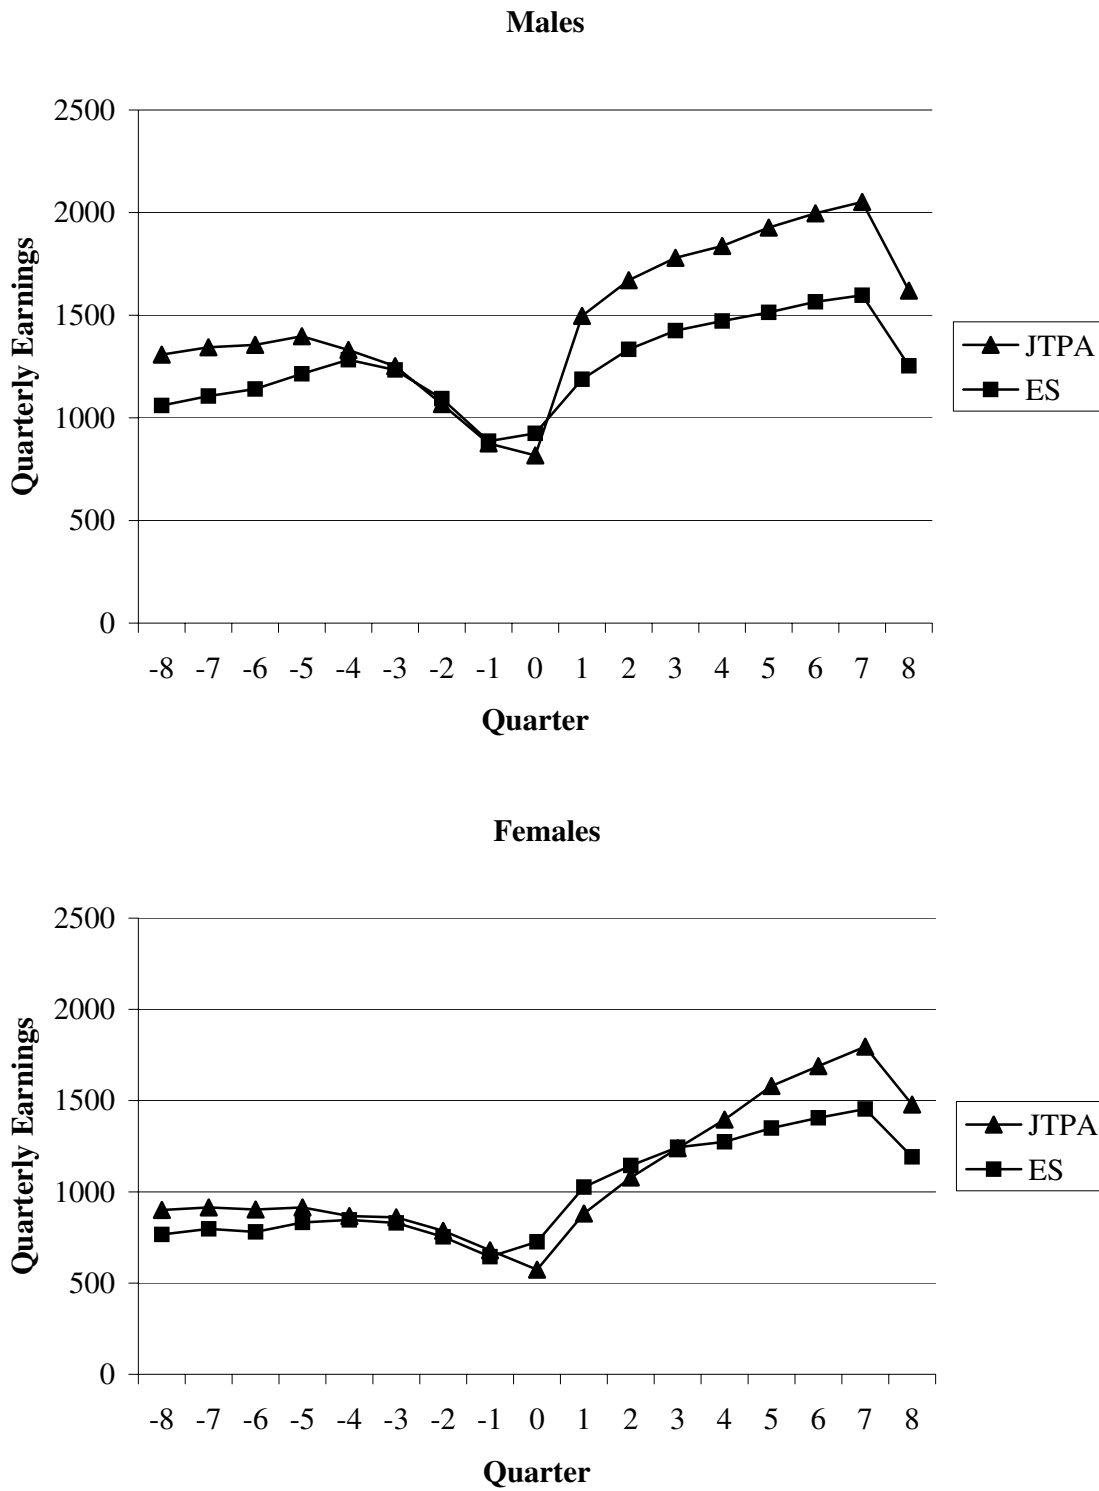 Males
2500
2000
1500
1000
500
0
Quarterly Earnings
-8 -7 -6 -5 -4 -3 -2 -1 0 1 2 3 4 5 6 7 8
Quarter
JTPA
ES
Females
2500
2000
1500
1000
500
0
Quarterly Earnings
-8 -7 -6 -5 -4 -3 -2 -1 0 1 2 3 4 5 6 7 8
Quarter
JTPA
ES